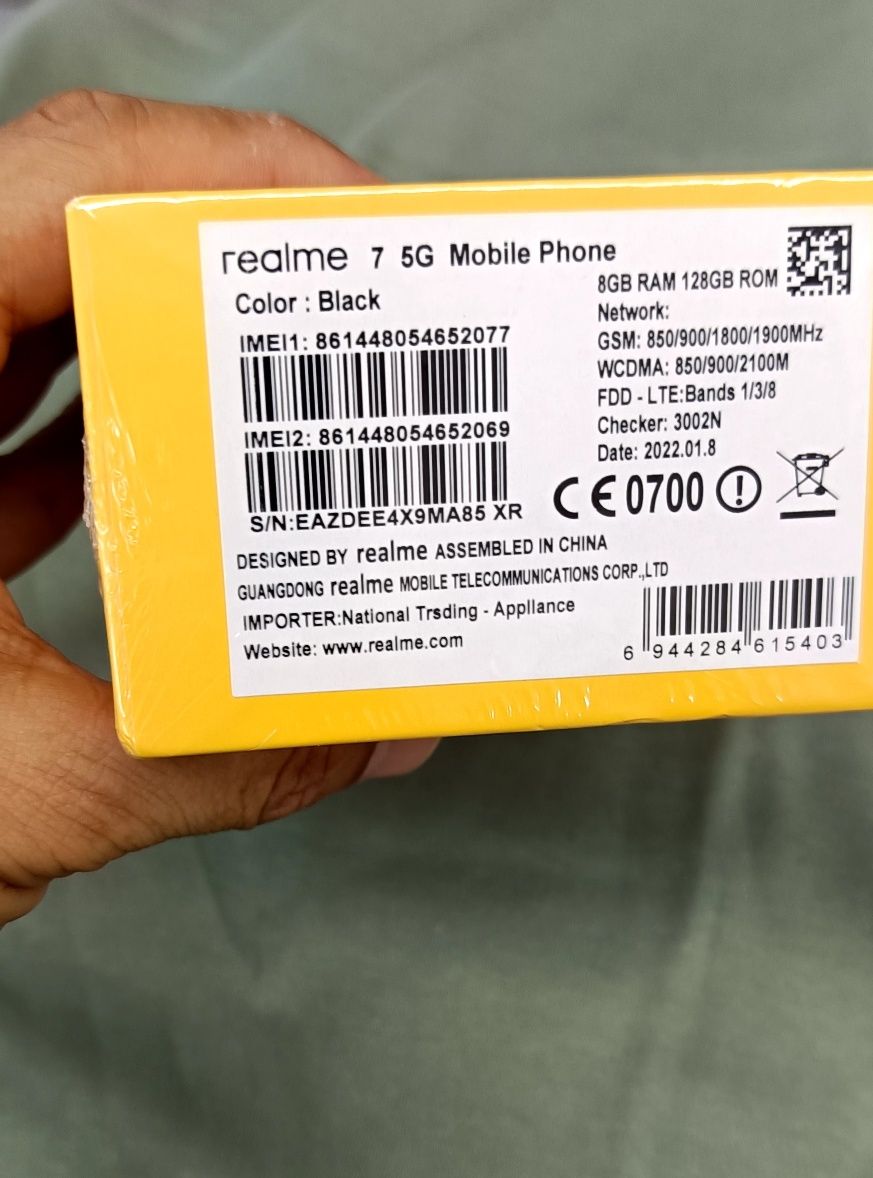 realme 7 5G Mobile Phone
Color : Black
IMEI1: 861448054652077
IMEI2: 861448054652069
S/N:EAZDEE4X9MA85 XR
8GB RAM 128GB ROM
Network:
GSM: 850/900/1800/1900MHz
WCDMA: 850/900/2100M
FDD - LTE:Bands 1/3/8
Checker: 3002N
Date: 2022.01.8
CE 0700
DESIGNED BY realme ASSEMBLED IN CHINA
GUANGDONG realme MOBILE TELECOMMUNICATIONS CORP.,LTD
IMPORTER:National Trsding - Appliance
Website: www.realme.com
6 944284 615403